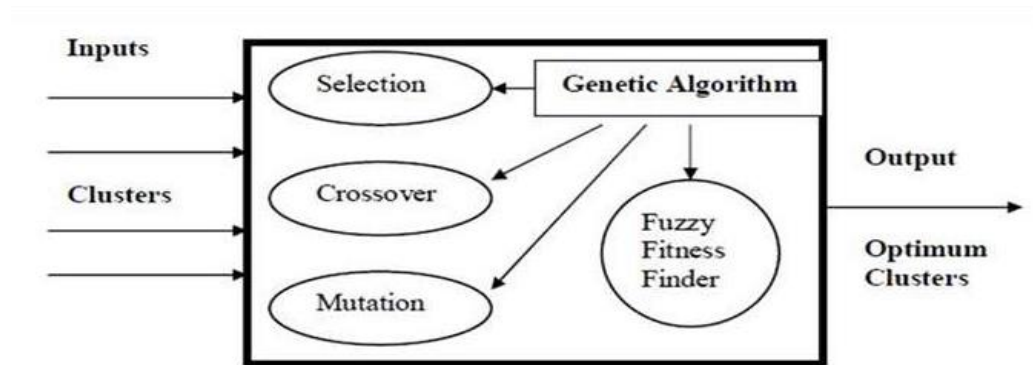 Inputs
Clusters
Selection
Genetic Algorithm
Crossover
Mutation
Fuzzy
Fitness
Finder
Output
Optimum
Clusters